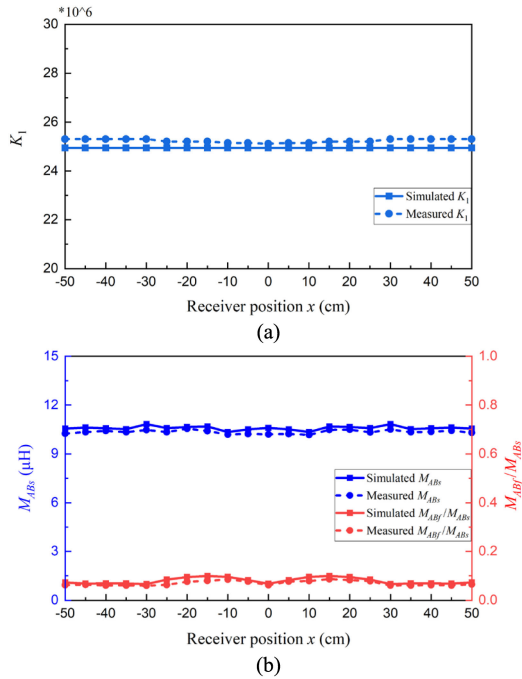 *10^6
30
28
26
24
22
20
K1
Simulated K1
Measured K1
-50 -40 -30 -20 -10 0 10 20 30 40 50
Receiver position x (cm)
(a)
15
12
9
6
3
0
MABs (μH)
1.0
0.8
0.6
0.4
0.2
0.0
MABf/MABs
Simulated MABs
Measured MABs
Simulated MABf/MABs
Measured MABf/MABs
-50 -40 -30 -20 -10 0 10 20 30 40 50
Receiver position x (cm)
(b)